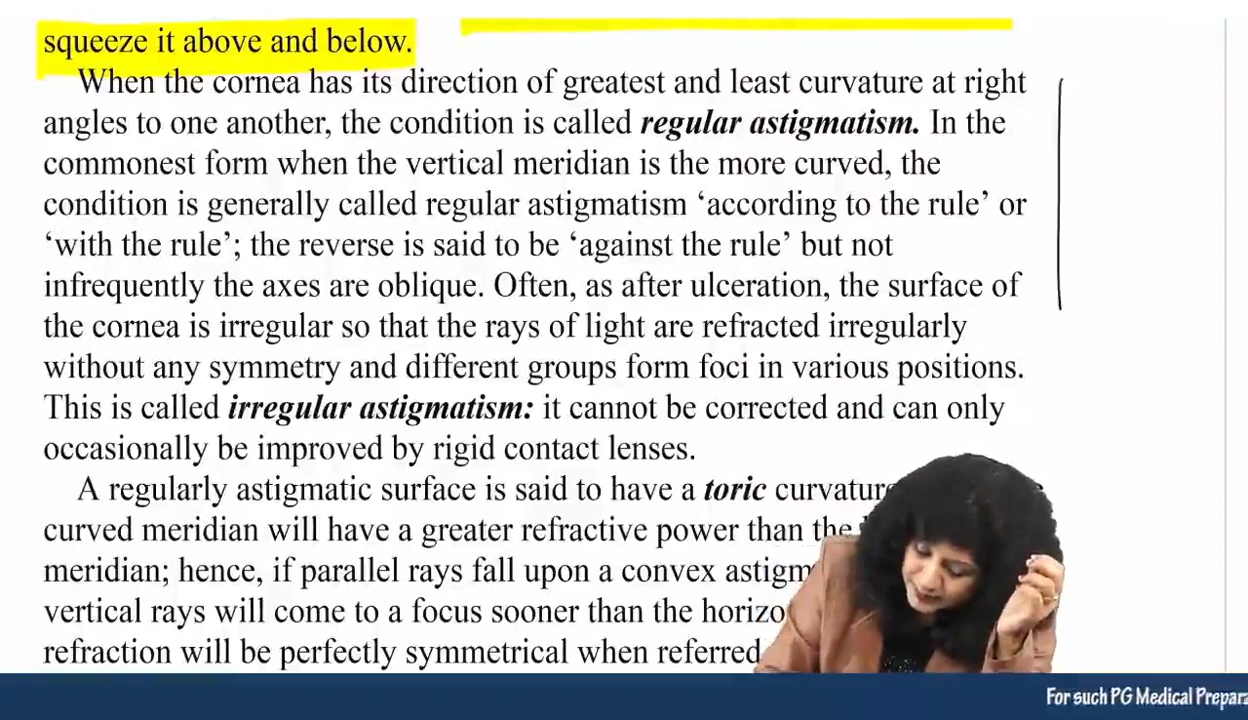 squeeze it above and below.
When the cornea has its direction of greatest and least curvature at right
angles to one another, the condition is called regular astigmatism. In the
commonest form when the vertical meridian is the more curved, the
condition is generally called regular astigmatism ‘according to the rule’ or
‘with the rule’; the reverse is said to be ‘against the rule’ but not
infrequently the axes are oblique. Often, as after ulceration, the surface of
the cornea is irregular so that the rays of light are refracted irregularly
without any symmetry and different groups form foci in various positions.
This is called irregular astigmatism: it cannot be corrected and can only
occasionally be improved by rigid contact lenses.
A regularly astigmatic surface is said to have a toric
curved meridian will have a greater refractive power than the
meridian; hence, if parallel rays fall upon a convex
vertical rays will come to a focus sooner than the
refraction will be perfectly symmetrical when referred
For such PG Medical